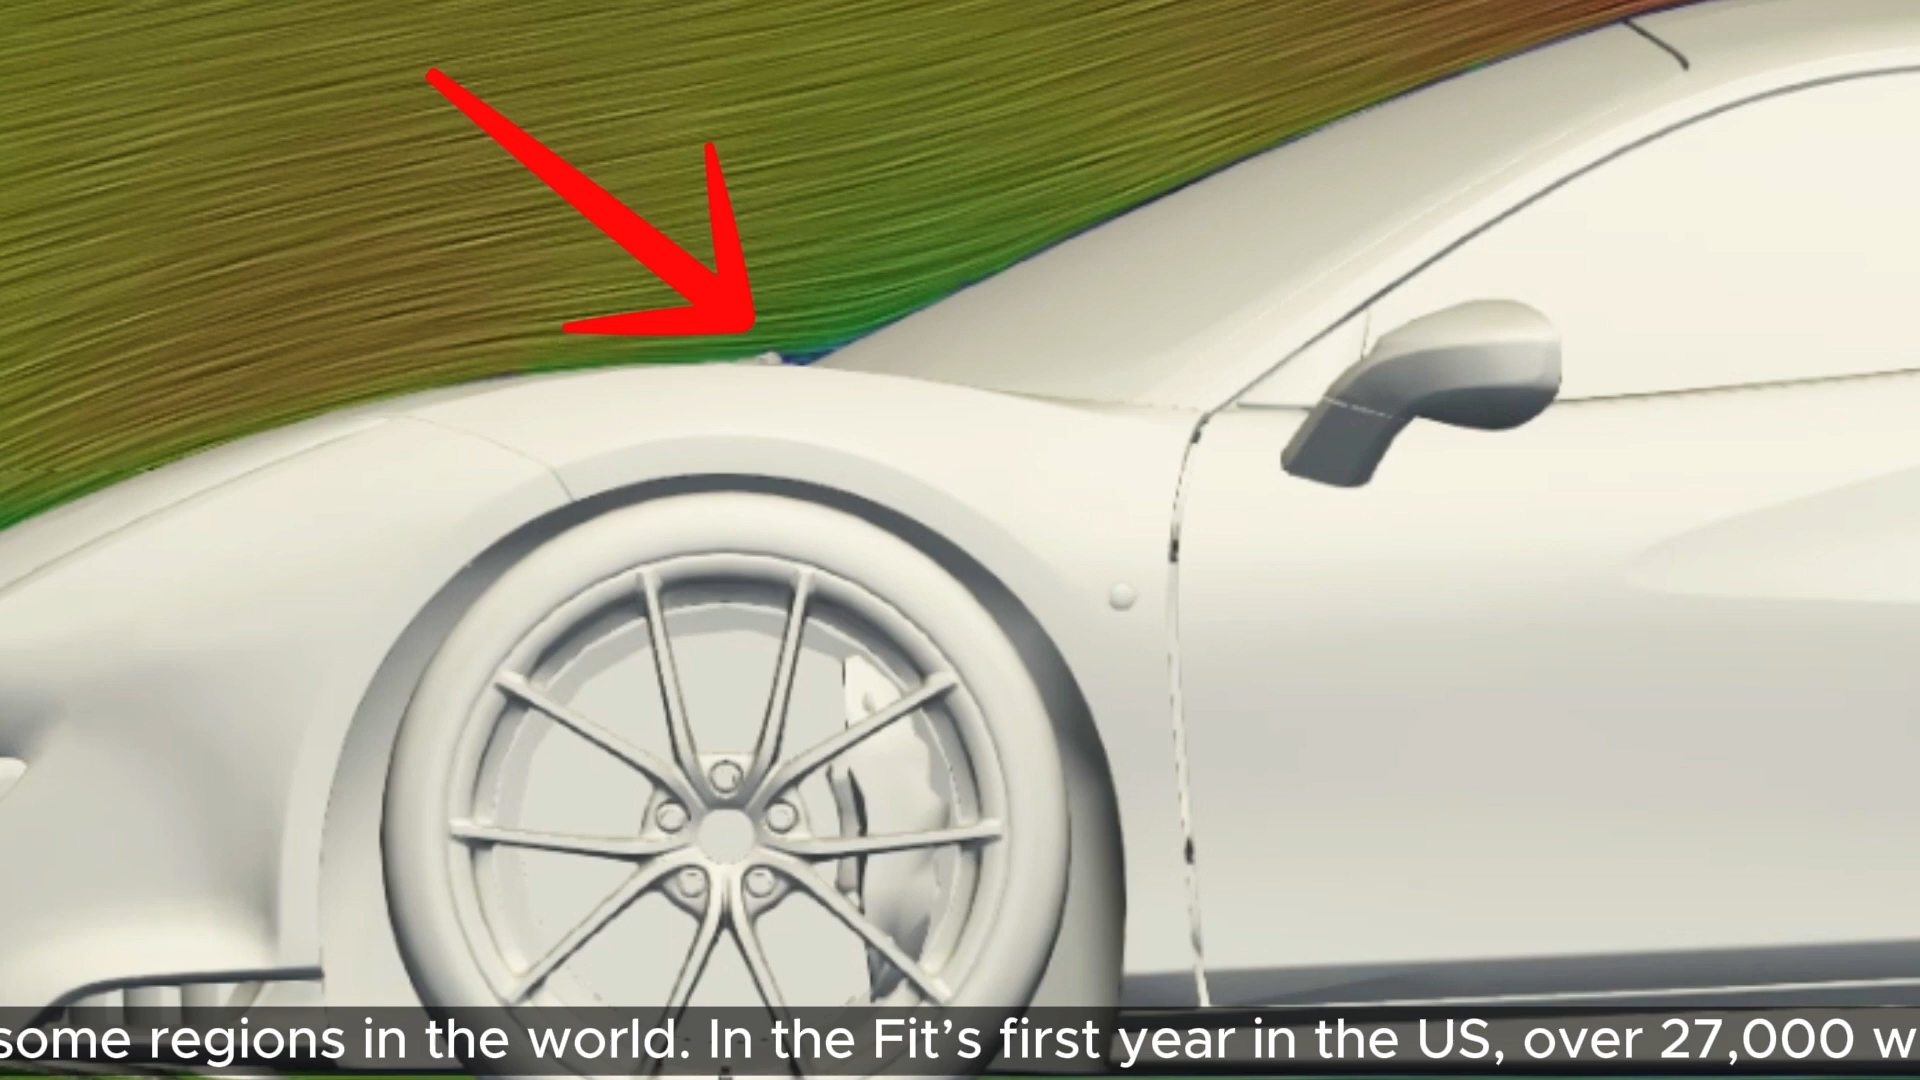 some regions in the world. In the Fit’s first year in the US, over 27,000 w